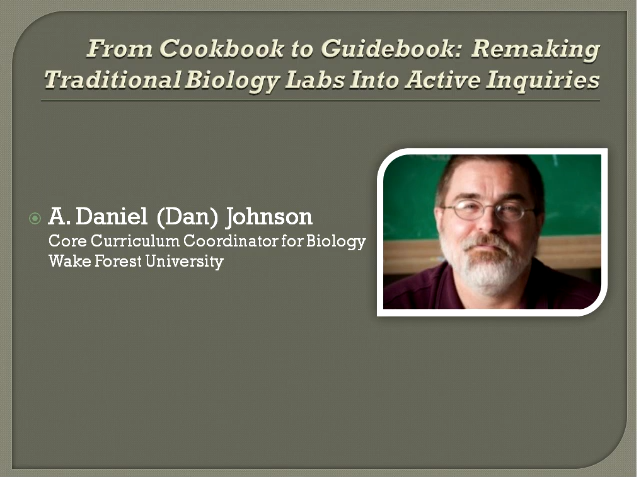 From Cookbook to Guidebook: Remaking
Traditional Biology Labs Into Active Inquiries
A. Daniel (Dan) Johnson
Core Curriculum Coordinator for Biology
Wake Forest University